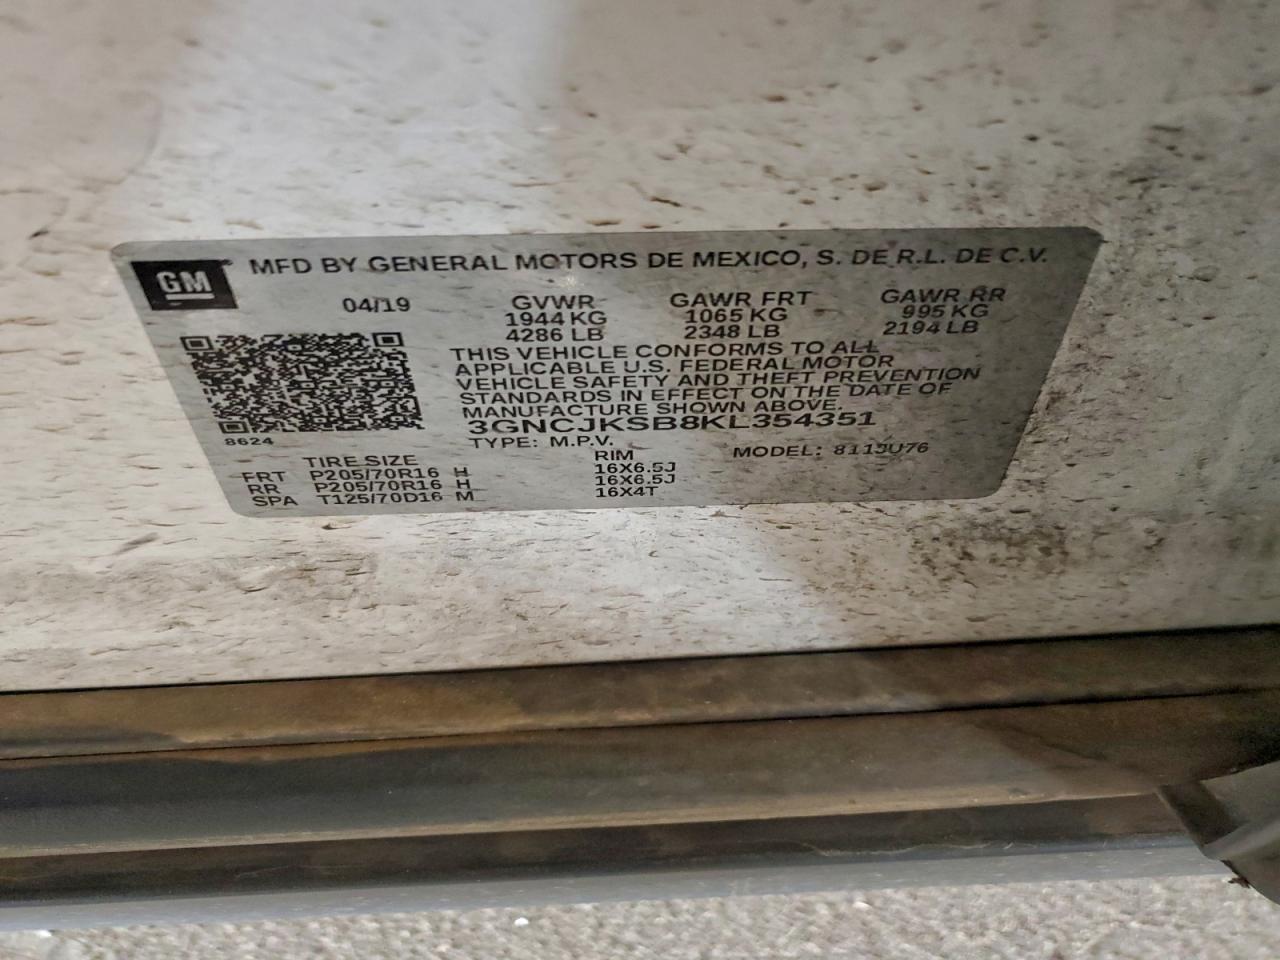 GM MFD BY GENERAL MOTORS DE MEXICO, S. DE R.L. DE C.V.
04/19 GVWR GAWR FRT GAWR RR
1944 KG 1065 KG 995 KG
4286 LB 2348 LB 2194 LB
THIS VEHICLE CONFORMS TO ALL
APPLICABLE U.S. FEDERAL MOTOR
VEHICLE SAFETY AND THEFT PREVENTION
STANDARDS IN EFFECT ON THE DATE OF
MANUFACTURE SHOWN ABOVE.
3GNCJKSB8KL354351
8624
TYPE: M.P.V. MODEL:
TIRE SIZE RIM
FRT P205/70R16 H 16X6.5J
RR P205/70R16 H 16X6.5J
SPA T125/70D16 M 16X4T